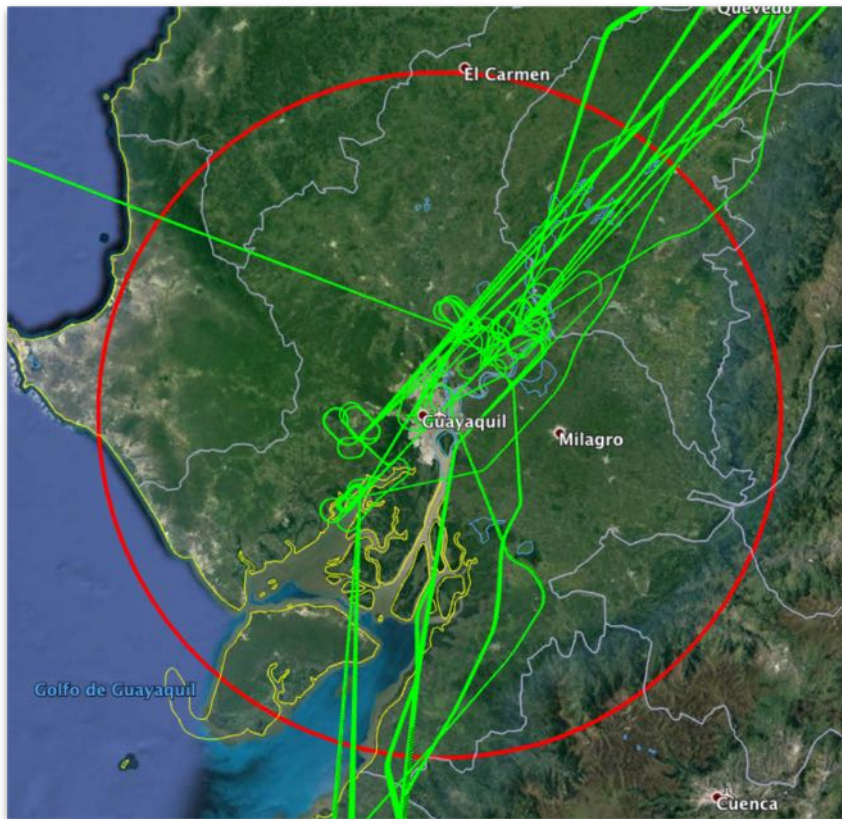 Quevedo
El Carmen
Guayaquil
Milagro
Golfo de Guayaquil
Cuenca